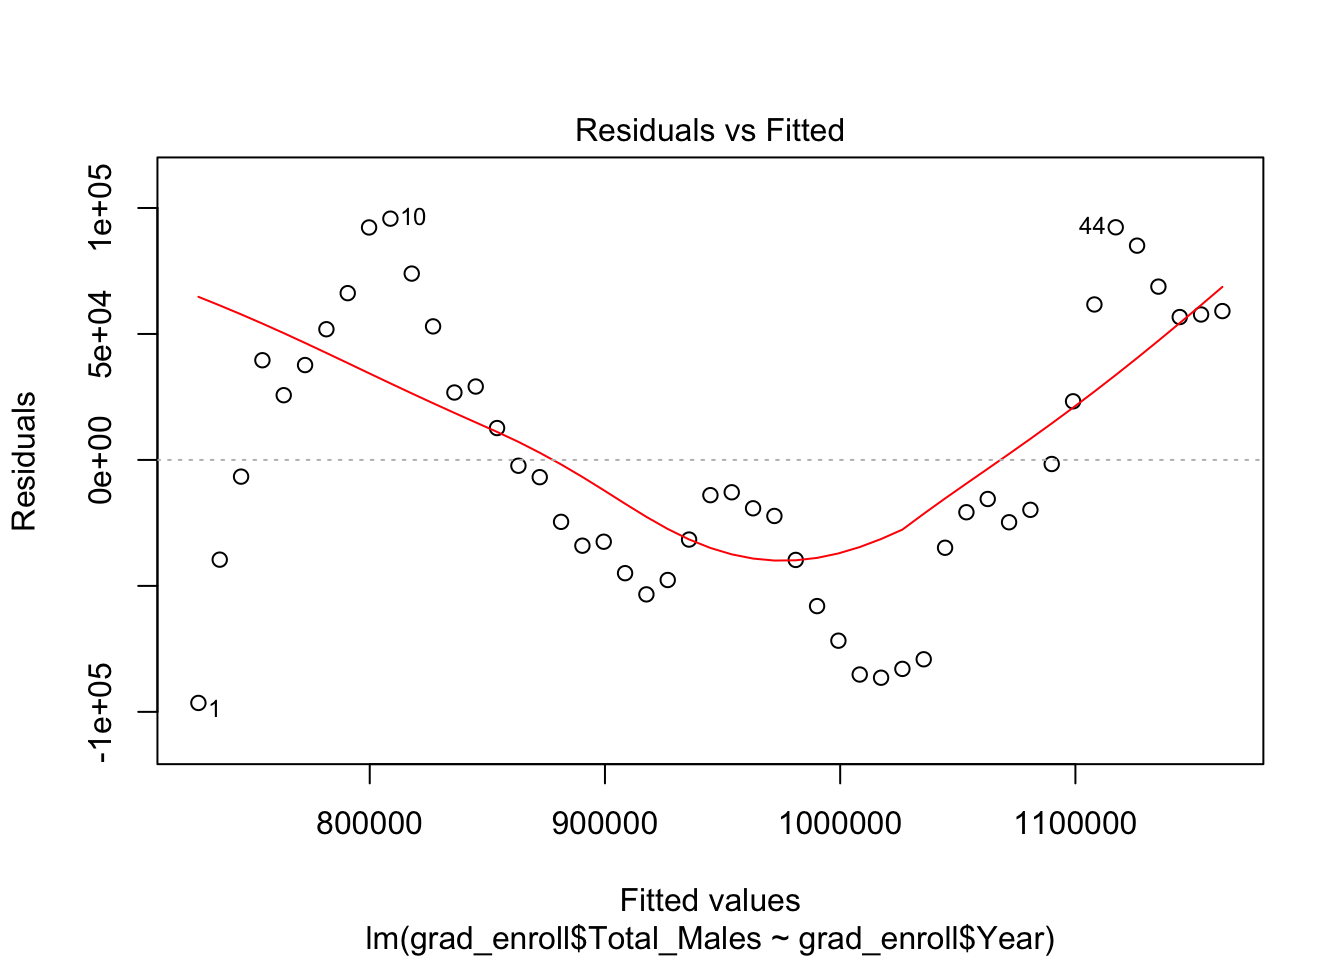 Residuals vs Fitted
Residuals
1e+05
5e+04
0e+00
-1e+05
10
44
1
800000
900000
1000000
1100000
Fitted values
lm(grad_enroll$Total_Males ~ grad_enroll$Year)